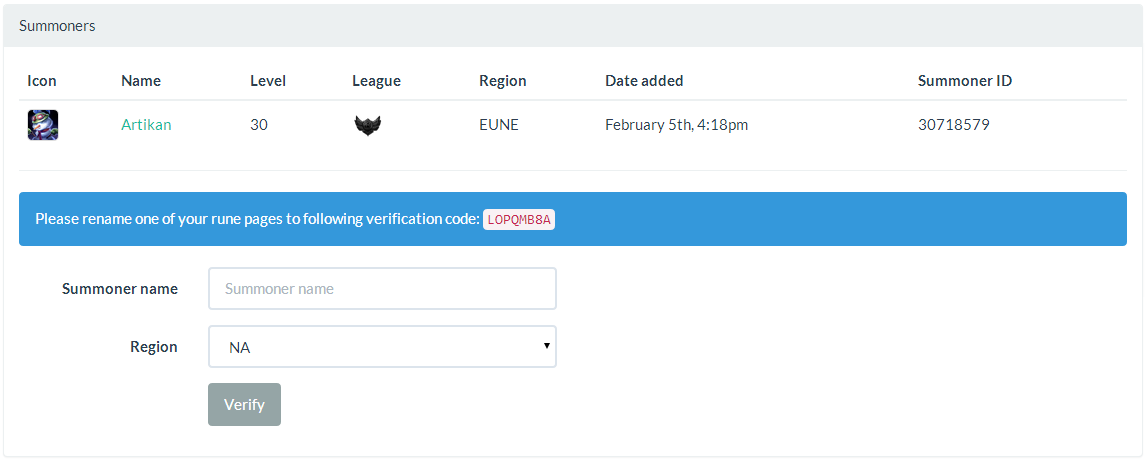 Summoners
Icon Name Level League Region Date added Summoner ID
Artikan 30 EUNE February 5th, 4:18pm 30718579
Please rename one of your rune pages to following verification code: LOPQMB8A
Summoner name Summoner name
Region NA
Verify